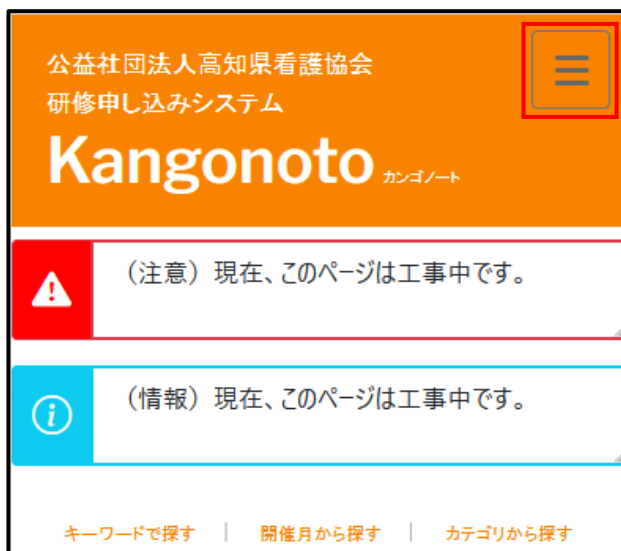 公益社団法人高知県看護協会
研修申し込みシステム
Kangonoto カンゴノート
（注意）現在、このページは工事中です。
（情報）現在、このページは工事中です。
キーワードで探す | 開催月から探す | カテゴリから探す